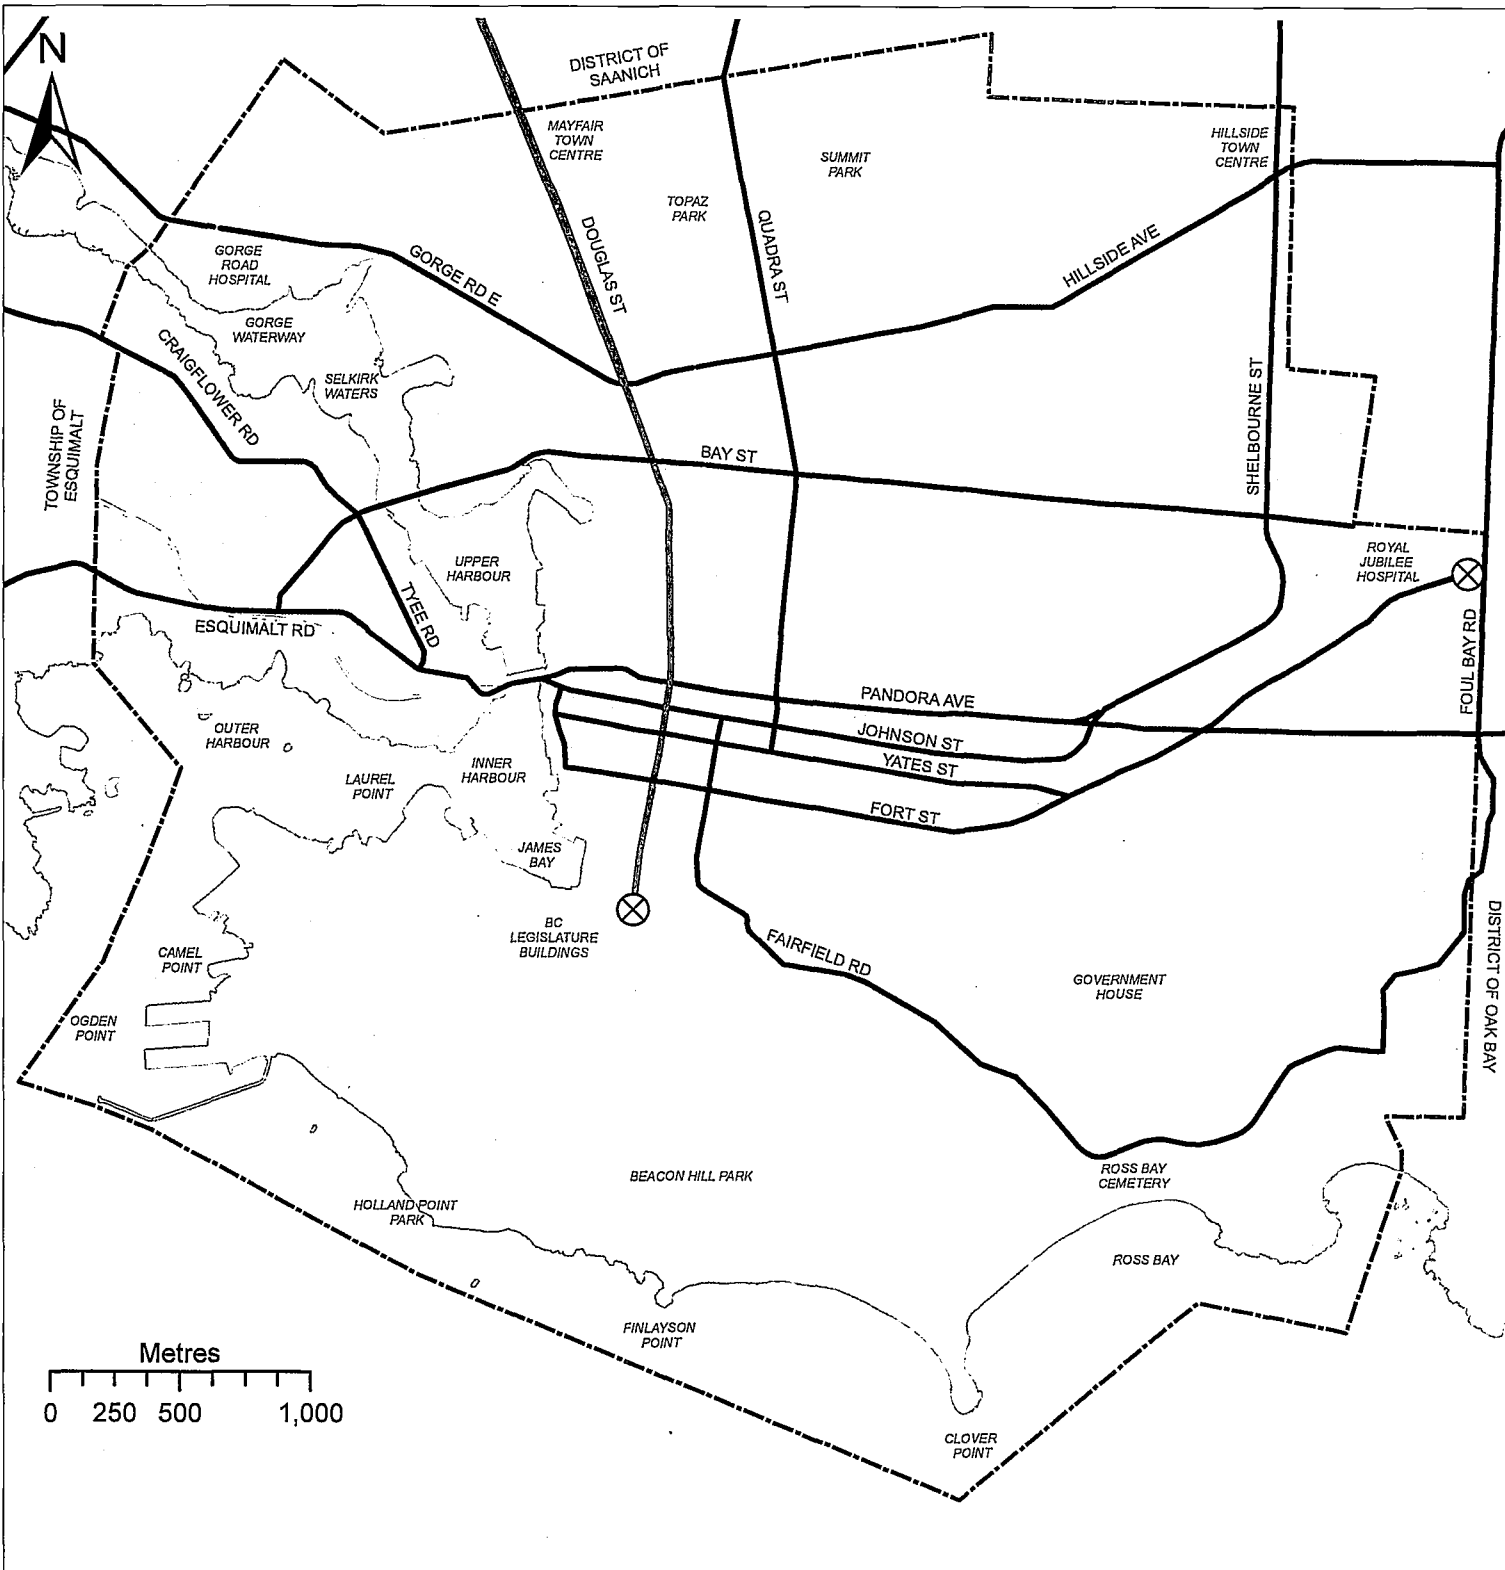 N
DISTRICT OF
SAANICH
MAYFAIR
TOWN
CENTRE
HILLSIDE
TOWN
CENTRE
SUMMIT
PARK
TOPAZ
PARK
QUADRA ST
DOUGLAS ST
HILLSIDE AVE
GORGE
ROAD
HOSPITAL
GORGE RD E
GORGE
WATERWAY
CRAIGFLOWER RD
SELKIRK
WATERS
SHELBOURNE ST
TOWNSHIP OF
ESQUIMALT
BAY ST
ROYAL
JUBILEE
HOSPITAL
UPPER
HARBOUR
TYEE RD
ESQUIMALT RD
FOUL BAY RD
PANDORA AVE
OUTER
HARBOUR
JOHNSON ST
YATES ST
INNER
HARBOUR
LAUREL
POINT
FORT ST
JAMES
BAY
BC
LEGISLATURE
BUILDINGS
FAIRFIELD RD
CAMEL
POINT
GOVERNMENT
HOUSE
DISTRICT OF OAK BAY
OGDEN
POINT
BEACON HILL PARK
ROSS BAY
CEMETERY
HOLLAND POINT
PARK
ROSS BAY
FINLAYSON
POINT
Metres
0 250 500 1,000
CLOVER
POINT